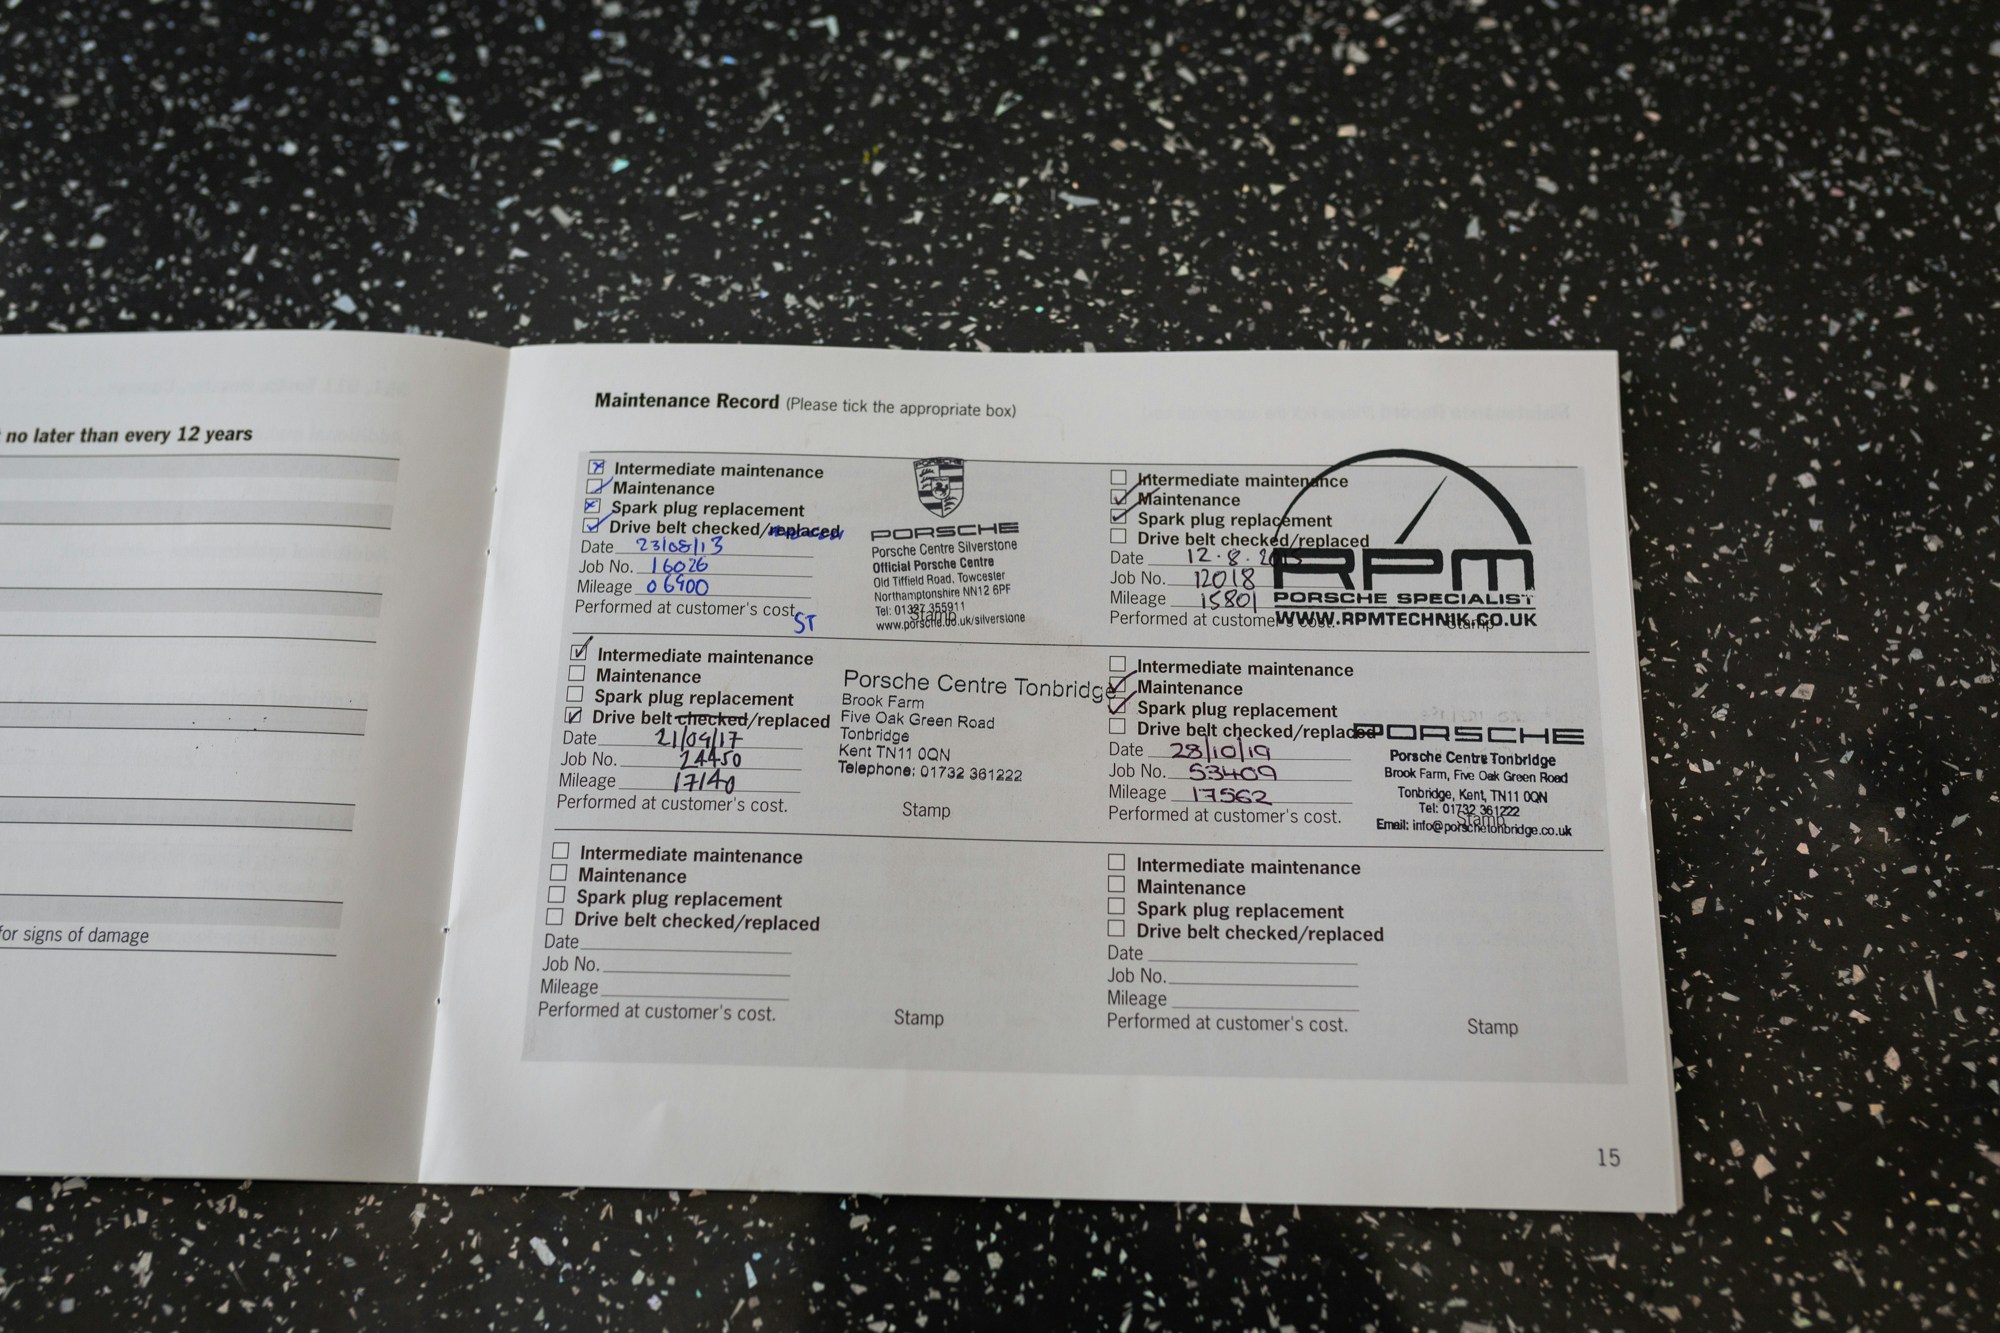 no later than every 12 years
for signs of damage
Maintenance Record (Please tick the appropriate box)
Intermediate maintenance
Maintenance
Spark plug replacement
Drive belt checked/replaced
Date 23/08/13
Job No. 16026
Mileage 06900
Performed at customer's cost
ST
PORSCHE
PORSCHE
Porsche Centre Silverstone
Official Porsche Centre
Old Tiffield Road, Towcester
Northamptonshire NN12 6PF
Tel: 01327 355911
Stamp
www.porsche.co.uk/silverstone
Intermediate maintenance
Maintenance
Spark plug replacement
Drive belt checked/replaced
Date 12.8.2015
Job No. 12018
Mileage 15801
Performed at customer's cost.
RPM
PORSCHE SPECIALIST
WWW.RPMTECHNIK.CO.UK
Stamp
Intermediate maintenance
Maintenance
Spark plug replacement
Drive belt checked/replaced
Date 21/09/17
Job No. 24450
Mileage 17140
Performed at customer's cost.
Porsche Centre Tonbridge
Brook Farm
Five Oak Green Road
Tonbridge
Kent TN11 0QN
Telephone: 01732 361222
Stamp
Intermediate maintenance
Maintenance
Spark plug replacement
Drive belt checked/replaced
Date 28/10/19
Job No. 53409
Mileage 17562
Performed at customer's cost.
PORSCHE
Porsche Centre Tonbridge
Brook Farm, Five Oak Green Road
Tonbridge, Kent, TN11 0QN
Tel: 01732 361222
Stamp
Email: info@porschetonbridge.co.uk
Intermediate maintenance
Maintenance
Spark plug replacement
Drive belt checked/replaced
Date
Job No.
Mileage
Performed at customer's cost.
Stamp
Intermediate maintenance
Maintenance
Spark plug replacement
Drive belt checked/replaced
Date
Job No.
Mileage
Performed at customer's cost.
Stamp
15